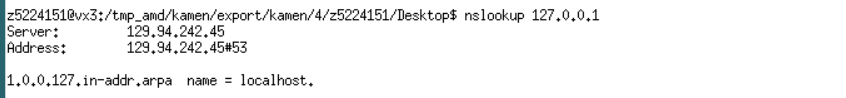 z5224151@vx3:/tmp_amd/kamen/export/kamen/4/z5224151/Desktop$ nslookup 127.0.0.1
Server:         129.94.242.45
Address:        129.94.242.45#53
1.0.0.127.in-addr.arpa  name = localhost.